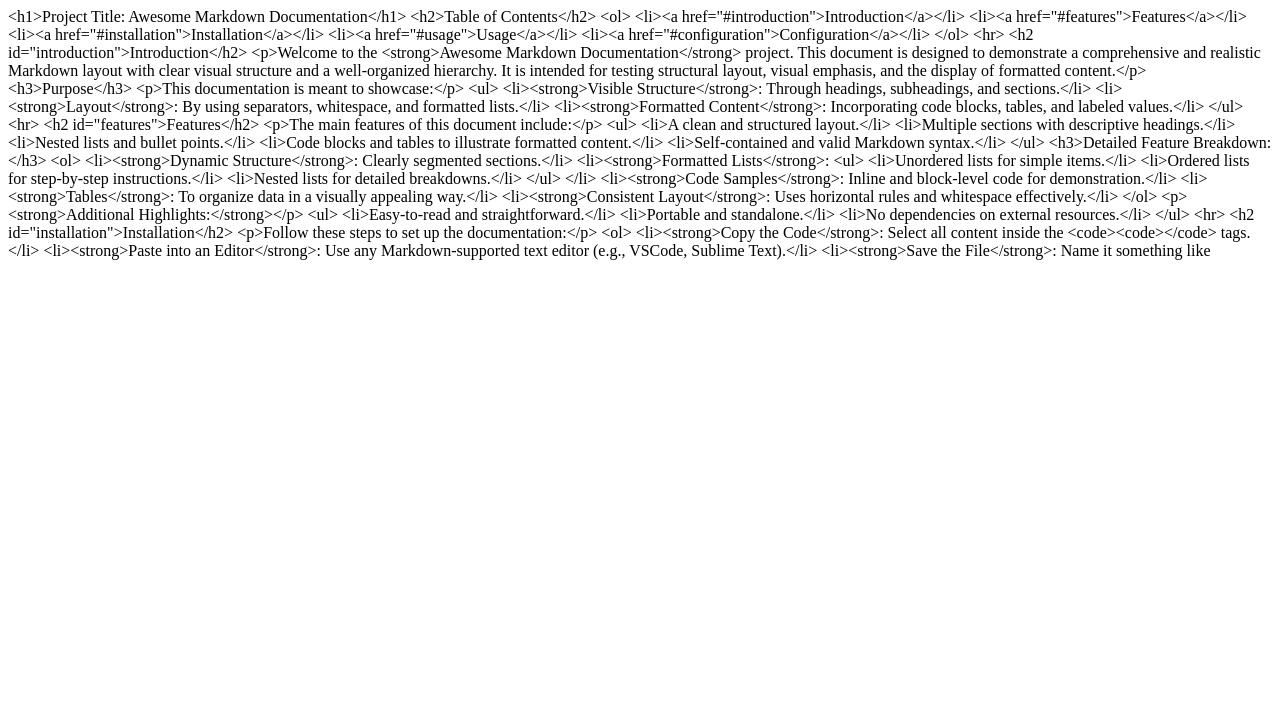 <h1>Project Title: Awesome Markdown Documentation</h1> <h2>Table of Contents</h2> <ol> <li><a href="#introduction">Introduction</a></li> <li><a href="#features">Features</a></li>
<li><a href="#installation">Installation</a></li> <li><a href="#usage">Usage</a></li> <li><a href="#configuration">Configuration</a></li> </ol> <hr> <h2
id="introduction">Introduction</h2> <p>Welcome to the <strong>Awesome Markdown Documentation</strong> project. This document is designed to demonstrate a comprehensive and realistic
Markdown layout with clear visual structure and a well-organized hierarchy. It is intended for testing structural layout, visual emphasis, and the display of formatted content.</p>
<h3>Purpose</h3> <p>This documentation is meant to showcase:</p> <ul> <li><strong>Visible Structure</strong>: Through headings, subheadings, and sections.</li> <li>
<strong>Layout</strong>: By using separators, whitespace, and formatted lists.</li> <li><strong>Formatted Content</strong>: Incorporating code blocks, tables, and labeled values.</li> </ul>
<hr> <h2 id="features">Features</h2> <p>The main features of this document include:</p> <ul> <li>A clean and structured layout.</li> <li>Multiple sections with descriptive headings.</li>
<li>Nested lists and bullet points.</li> <li>Code blocks and tables to illustrate formatted content.</li> <li>Self-contained and valid Markdown syntax.</li> </ul> <h3>Detailed Feature Breakdown:
</h3> <ol> <li><strong>Dynamic Structure</strong>: Clearly segmented sections.</li> <li><strong>Formatted Lists</strong>: <ul> <li>Unordered lists for simple items.</li> <li>Ordered lists
for step-by-step instructions.</li> <li>Nested lists for detailed breakdowns.</li> </ul> </li> <li><strong>Code Samples</strong>: Inline and block-level code for demonstration.</li> <li>
<strong>Tables</strong>: To organize data in a visually appealing way.</li> <li><strong>Consistent Layout</strong>: Uses horizontal rules and whitespace effectively.</li> </ol> <p>
<strong>Additional Highlights:</strong></p> <ul> <li>Easy-to-read and straightforward.</li> <li>Portable and standalone.</li> <li>No dependencies on external resources.</li> </ul> <hr> <h2
id="installation">Installation</h2> <p>Follow these steps to set up the documentation:</p> <ol> <li><strong>Copy the Code</strong>: Select all content inside the <code><code></code> tags.
</li> <li><strong>Paste into an Editor</strong>: Use any Markdown-supported text editor (e.g., VSCode, Sublime Text).</li> <li><strong>Save the File</strong>: Name it something like